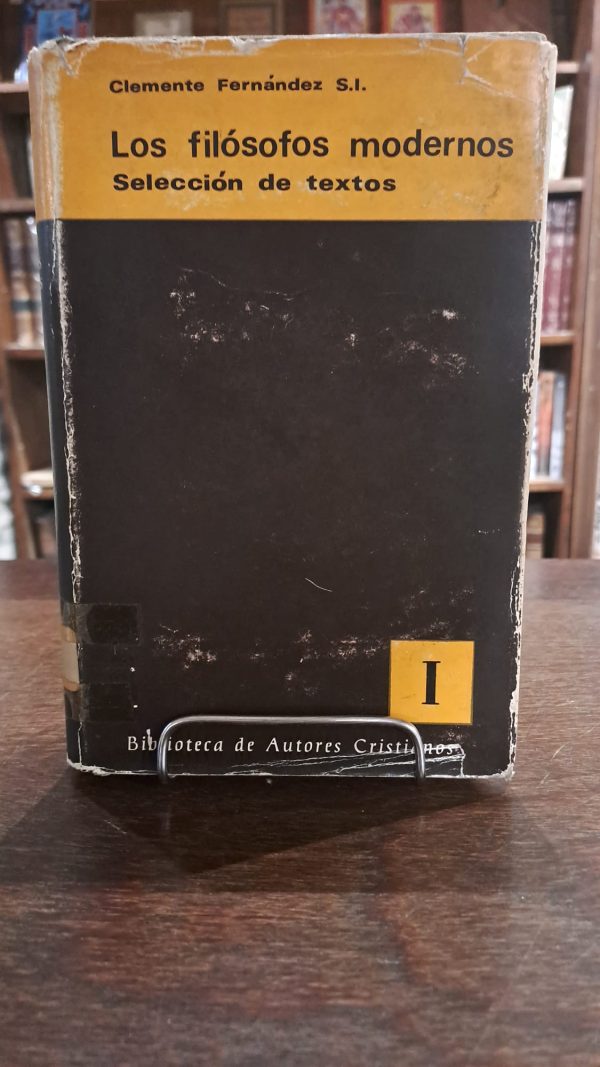 Clemente Fernández S.I.
Los filósofos modernos
Selección de textos
I
Biblioteca de Autores Cristianos